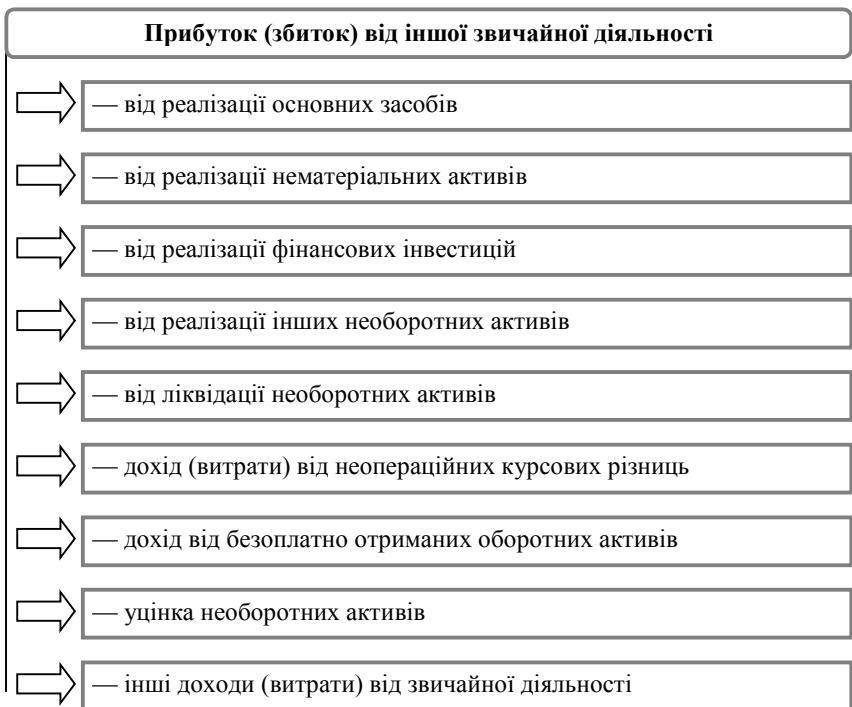 Прибуток (збиток) від іншої звичайної діяльності
— від реалізації основних засобів
— від реалізації нематеріальних активів
— від реалізації фінансових інвестицій
— від реалізації інших необоротних активів
— від ліквідації необоротних активів
— дохід (витрати) від неопераційних курсових різниць
— дохід від безоплатно отриманих оборотних активів
— уцінка необоротних активів
— інші доходи (витрати) від звичайної діяльності